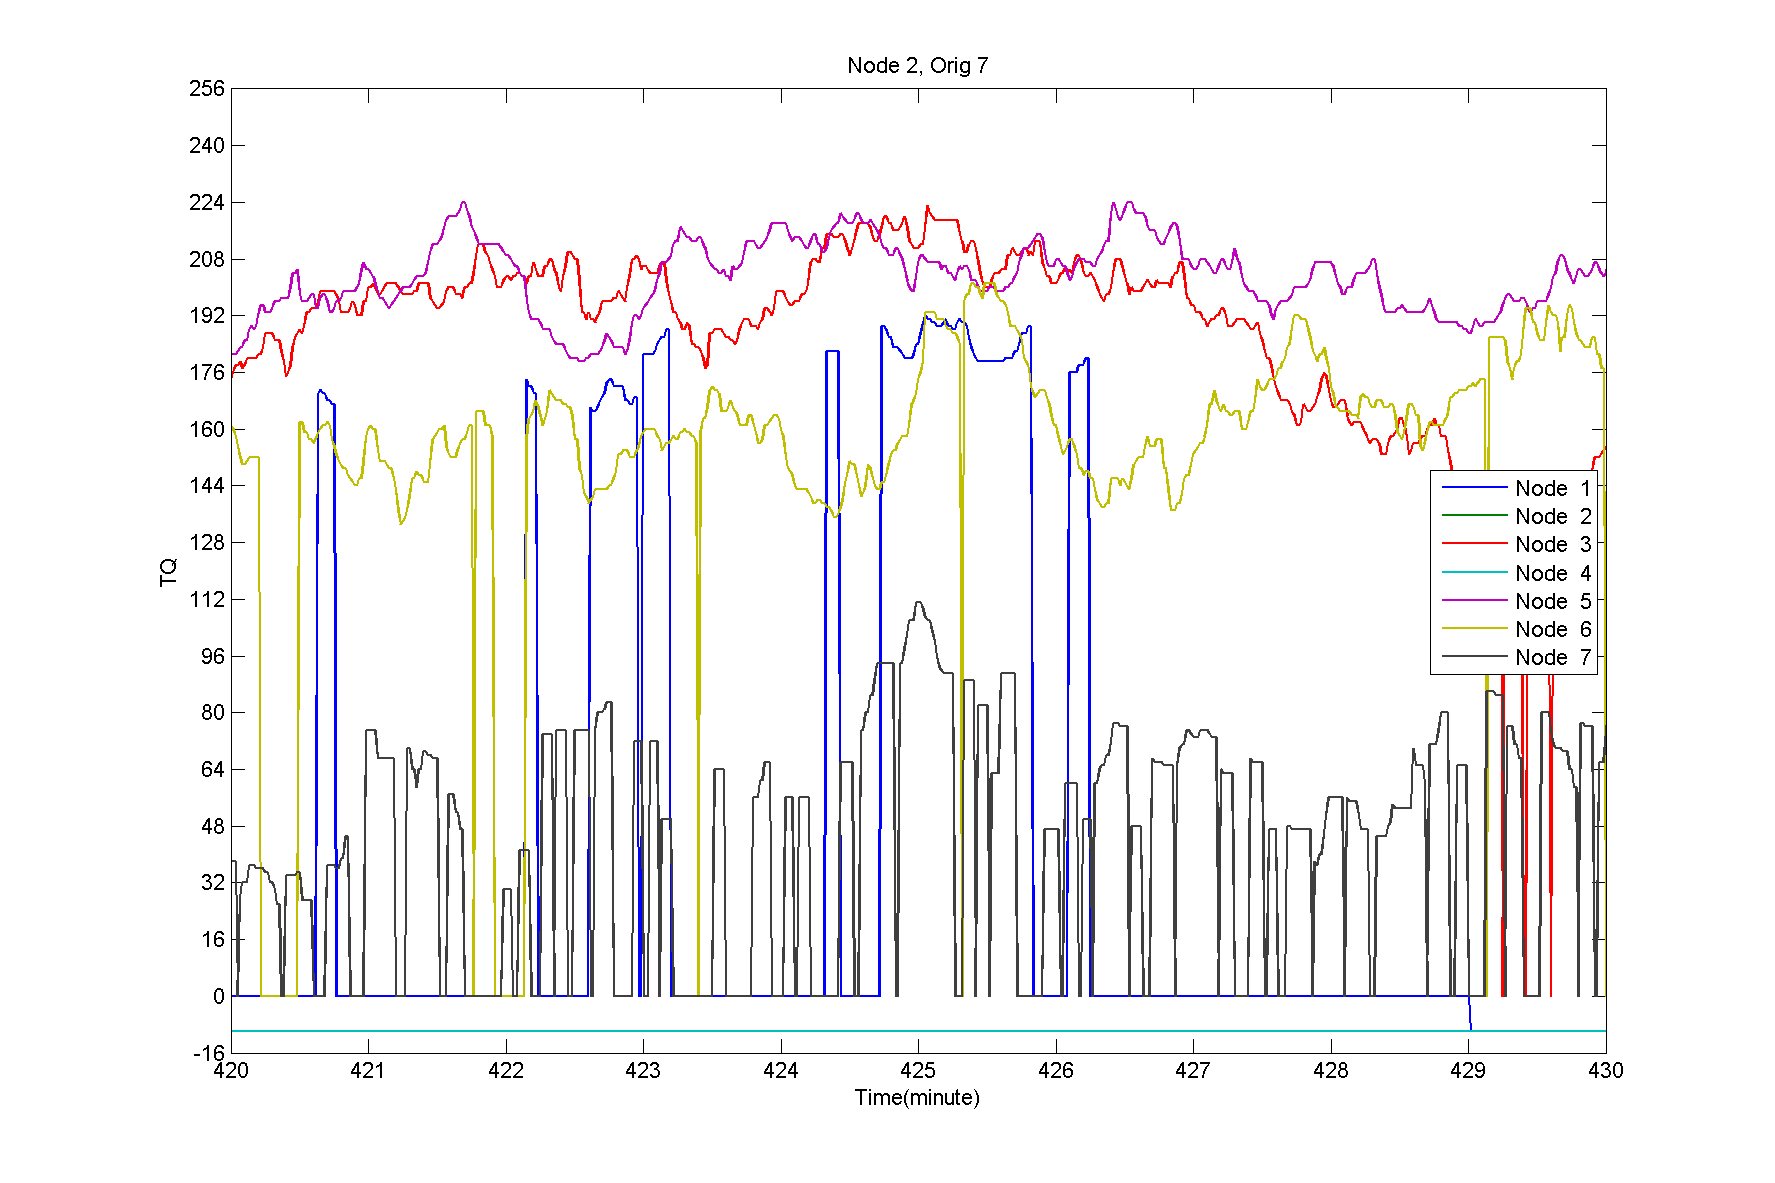 Node 2, Orig 7
256
240
224
208
192
176
160
144
128
112
96
80
64
48
32
16
0
-16
TQ
Node 1
Node 2
Node 3
Node 4
Node 5
Node 6
Node 7
420 421 422 423 424 425 426 427 428 429 430
Time(minute)